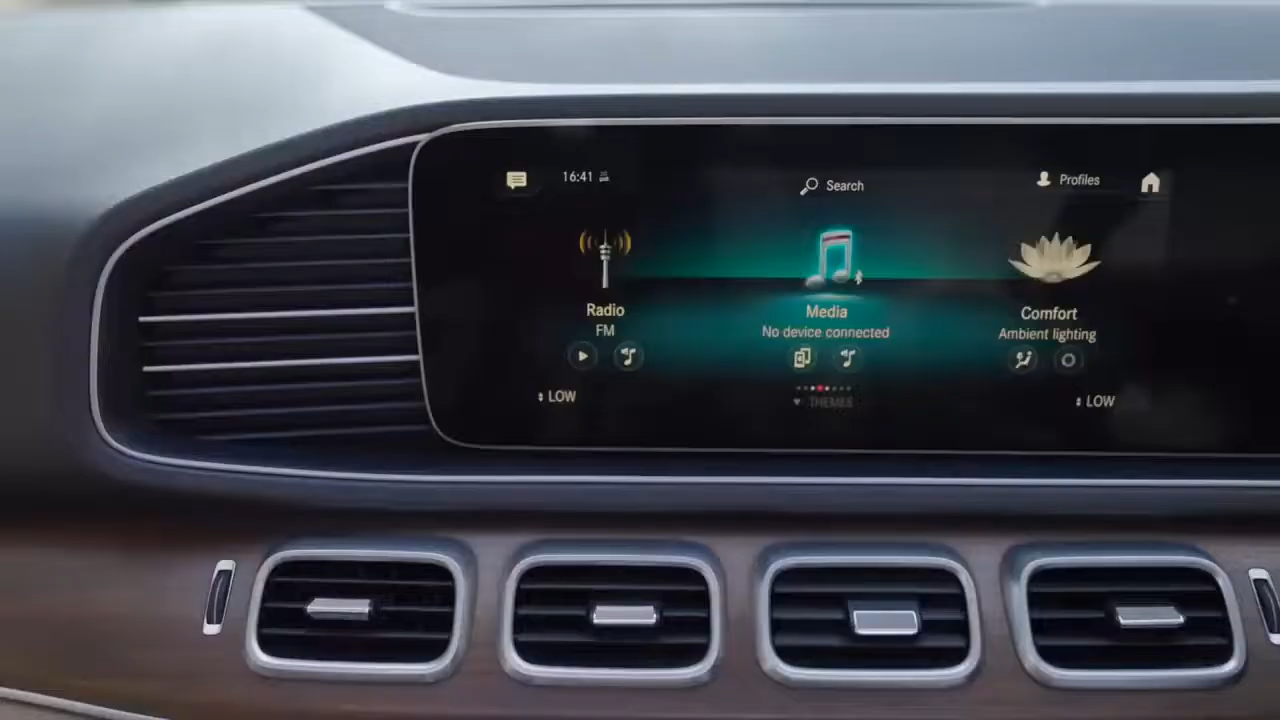 16:41
Search
Profiles
Radio
FM
Media
No device connected
Comfort
Ambient lighting
LOW
THEMES
LOW